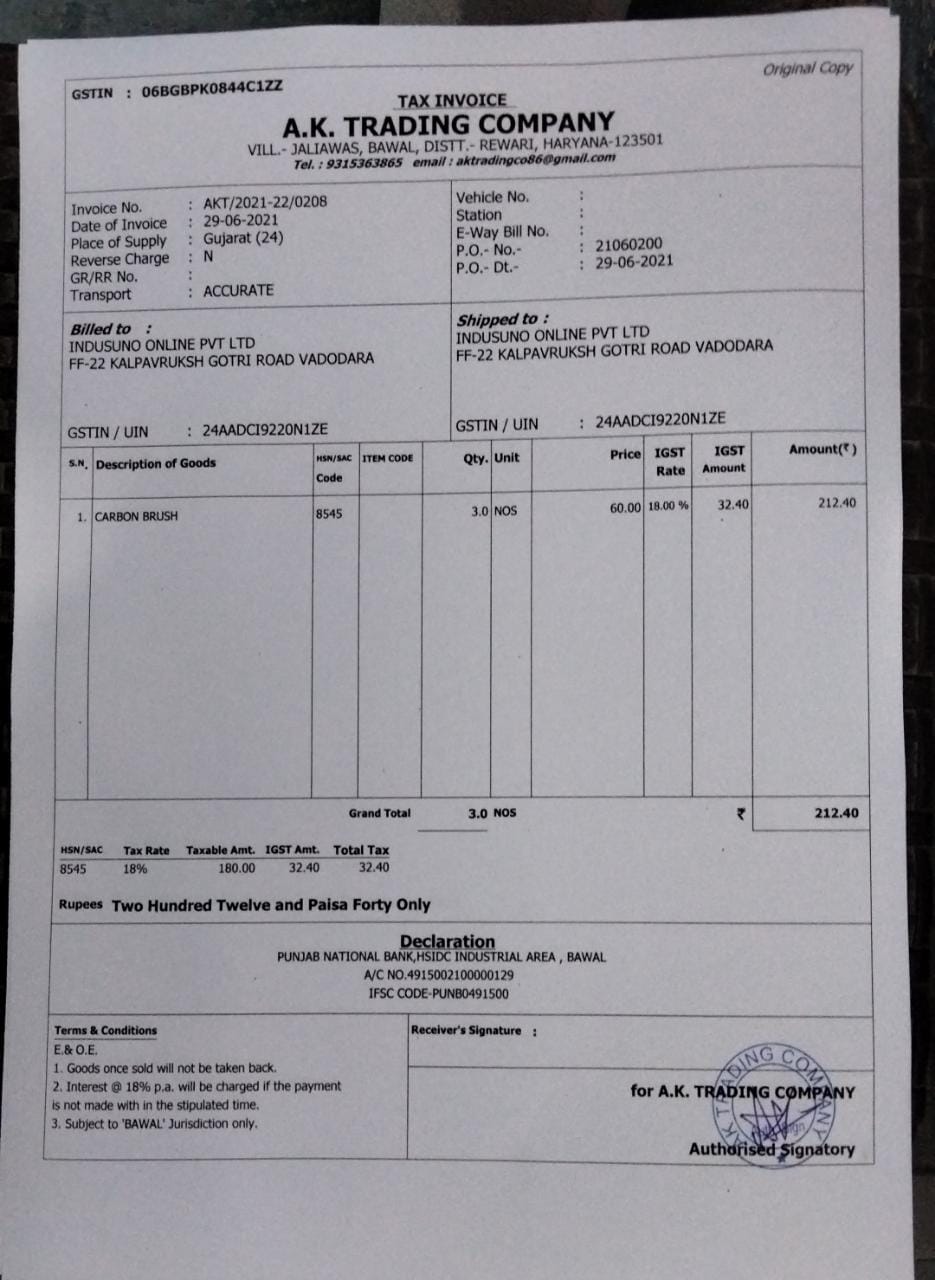 Original Copy
GSTIN : 06BGBPK0844C1ZZ
TAX INVOICE
A.K. TRADING COMPANY
VILL.- JALIAWAS, BAWAL, DISTT.- REWARI, HARYANA-123501
Tel. : 9315363865 email : aktradingco86@gmail.com
Invoice No. : AKT/2021-22/0208
Date of Invoice : 29-06-2021
Place of Supply : Gujarat (24)
Reverse Charge : N
GR/RR No. :
Transport : ACCURATE
Vehicle No. :
Station :
E-Way Bill No. :
P.O.- No.- : 21060200
P.O.- Dt.- : 29-06-2021
Billed to :
INDUSUNO ONLINE PVT LTD
FF-22 KALPAVRUKSH GOTRI ROAD VADODARA
GSTIN / UIN : 24AADCI9220N1ZE
Shipped to :
INDUSUNO ONLINE PVT LTD
FF-22 KALPAVRUKSH GOTRI ROAD VADODARA
GSTIN / UIN : 24AADCI9220N1ZE
S.N. Description of Goods HSN/SAC Code ITEM CODE Qty. Unit Price IGST Rate IGST Amount Amount(₹)
1. CARBON BRUSH 8545 3.0 NOS 60.00 18.00 % 32.40 212.40
Grand Total 3.0 NOS ₹ 212.40
HSN/SAC Tax Rate Taxable Amt. IGST Amt. Total Tax
8545 18% 180.00 32.40 32.40
Rupees Two Hundred Twelve and Paisa Forty Only
Declaration
PUNJAB NATIONAL BANK,HSIDC INDUSTRIAL AREA , BAWAL
A/C NO.4915002100000129
IFSC CODE-PUNB0491500
Terms & Conditions
E.& O.E.
1. Goods once sold will not be taken back.
2. Interest @ 18% p.a. will be charged if the payment
is not made with in the stipulated time.
3. Subject to 'BAWAL' Jurisdiction only.
Receiver's Signature :
for A.K. TRADING COMPANY
AK TRADING COMPANY
Authorised Signatory